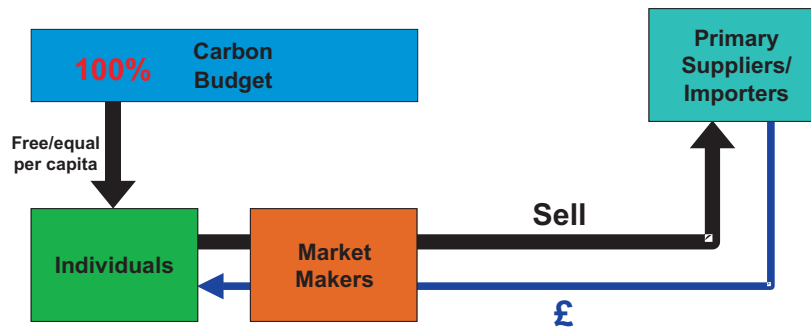 100%
Carbon
Budget
Primary
Suppliers/
Importers
Free/equal
per capita
Individuals
Market
Makers
Sell
£